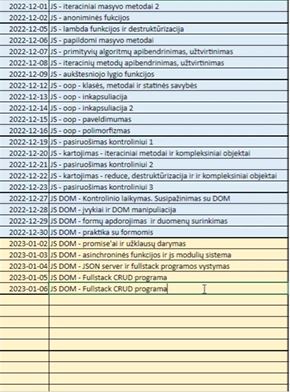 2022-12-01 JS - iteraciniai masyvo metodai 2
2022-12-02 JS - anoniminės fukcijos
2022-12-05 JS - lambda funkcijos ir destruktūrizacija
2022-12-06 JS - papildomi masyvo metodai
2022-12-07 JS - primityvių algoritmų apibendrinimas, užtvirtinimas
2022-12-08 JS - iteracinių metodų apibendrinimas, užtvirtinimas
2022-12-09 JS - aukštesniojo lygio funkcijos
2022-12-12 JS - oop - klasės, metodai ir statinės savybės
2022-12-13 JS - oop - inkapsuliacija
2022-12-14 JS - oop - inkapsuliacija 2
2022-12-15 JS - oop - paveldimumas
2022-12-16 JS - oop - polimorfizmas
2022-12-19 JS - pasiruošimas kontroliniui 1
2022-12-20 JS - kartojimas - iteraciniai metodai ir kompleksiniai objektai
2022-12-21 JS - pasiruošimas kontroliniui 2
2022-12-22 JS - kartojimas - reduce, destruktūrizacija ir ir kompleksiniai objektai
2022-12-23 JS - pasiruošimas kontroliniui 3
2022-12-27 JS DOM - Kontrolinio laikymas. Susipažinimas su DOM
2022-12-28 JS DOM - įvykiai ir DOM manipuliacija
2022-12-29 JS DOM - formų apdorojimas ir duomenų surinkimas
2022-12-30 JS DOM - praktika su formomis
2023-01-02 JS DOM - promise'ai ir užklausų darymas
2023-01-03 JS DOM - asinchroninės funkcijos ir js modulių sistema
2023-01-04 JS DOM - JSON server ir fullstack programos vystymas
2023-01-05 JS DOM - Fullstack CRUD programa
2023-01-06 JS DOM - Fullstack CRUD programa